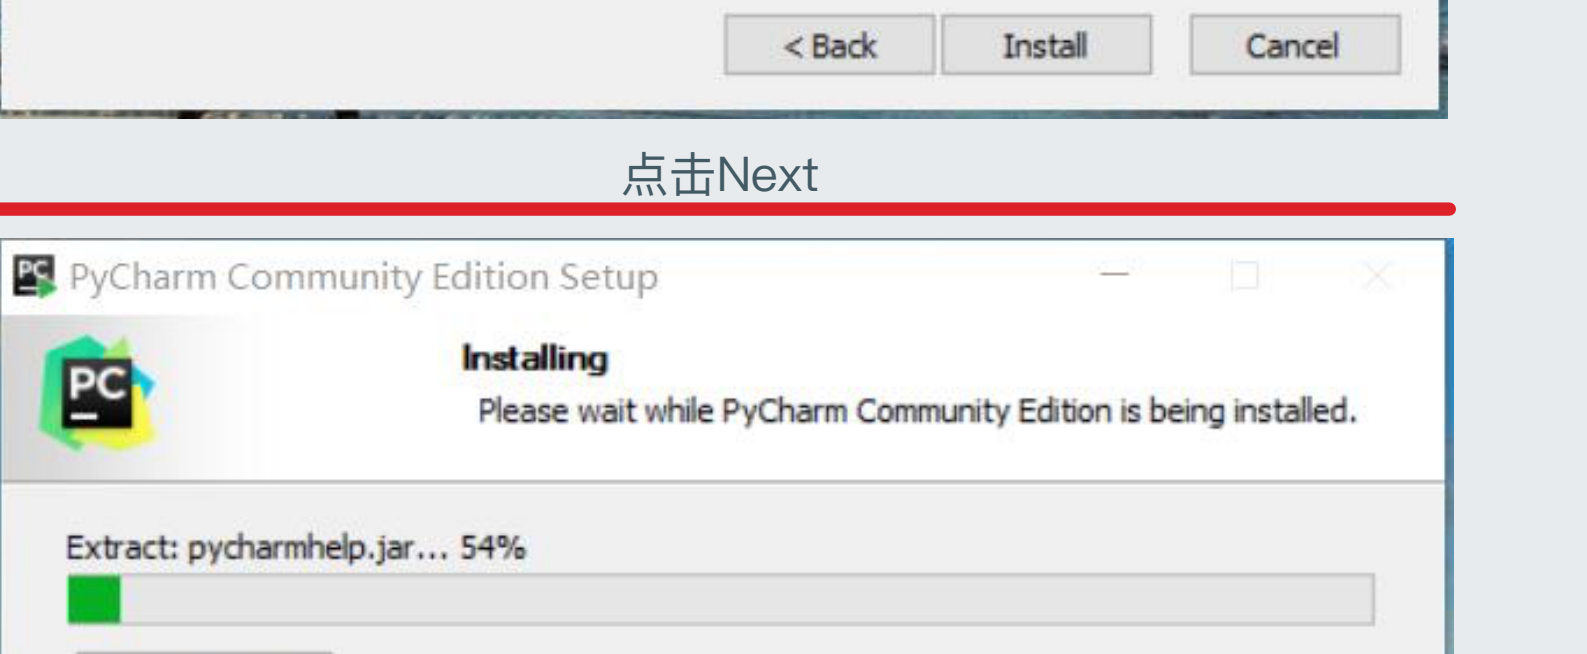 < Back Install Cancel
点击Next
PC PyCharm Community Edition Setup
PC
Installing
Please wait while PyCharm Community Edition is being installed.
Extract: pycharmhelp.jar... 54%